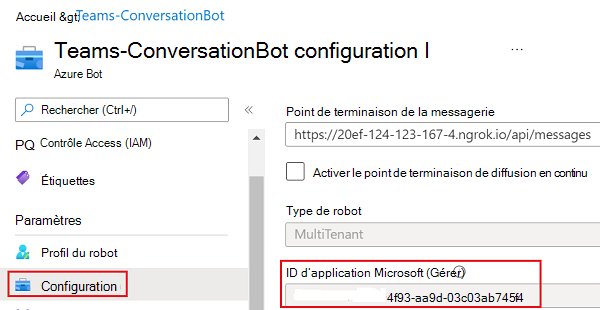 Accueil &gt;Teams-ConversationBot
Teams-ConversationBot configuration I
...
Azure Bot
Rechercher (Ctrl+/)
«
PQ Contrôle Access (IAM)
Étiquettes
Paramètres
Profil du robot
Configuration
Point de terminaison de la messagerie
https://20ef-124-123-167-4.ngrok.io/api/messages
Activer le point de terminaison de diffusion en continu
Type de robot
MultiTenant
ID d'application Microsoft (Gérer)
4f93-aa9d-03c03ab745f4